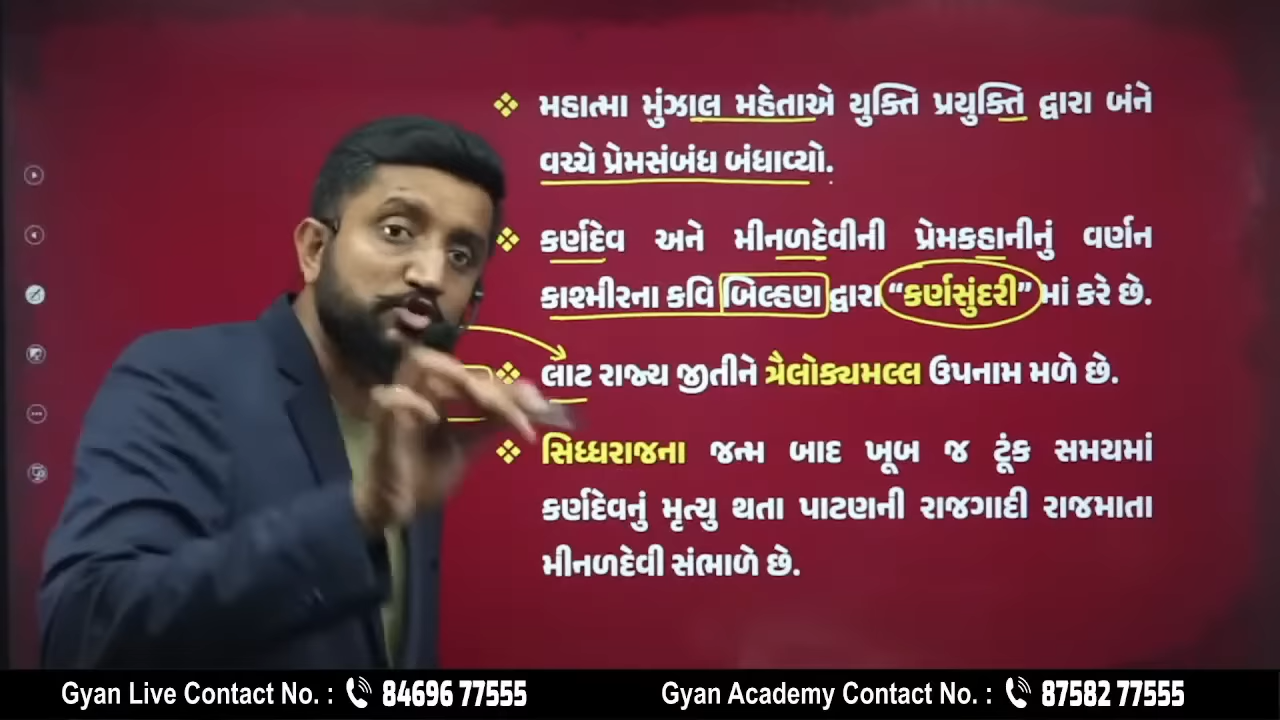 મહાત્મા મુંઝાલ મહેતાએ યુક્તિ પ્રયુક્તિ દ્વારા બંને
વચ્ચે પ્રેમસંબંધ બંધાવ્યો.
કર્ણદેવ અને મીનળદેવીની પ્રેમકહાનીનું વર્ણન
કાશ્મીરના કવિ બિલ્હણ દ્વારા “કર્ણસુંદરી” માં કરે છે.
લાટ રાજ્ય જીતીને ત્રૈલોક્યમલ્લ ઉપનામ મળે છે.
સિધ્ધરાજના જન્મ બાદ ખૂબ જ ટૂંક સમયમાં
કર્ણદેવનું મૃત્યુ થતા પાટણની રાજગાદી રાજમાતા
મીનળદેવી સંભાળે છે.
Gyan Live Contact No. : 84696 77555
Gyan Academy Contact No. : 87582 77555